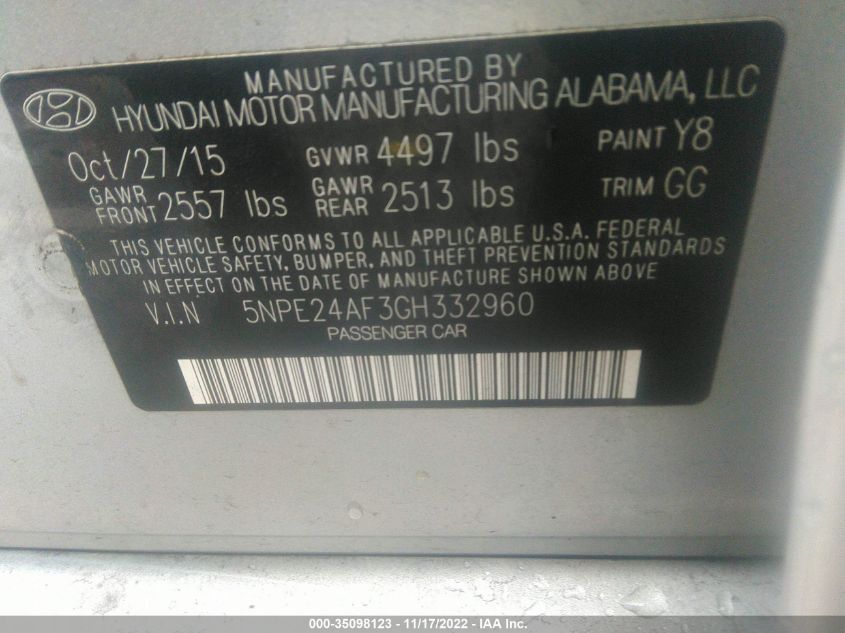 MANUFACTURED BY
HYUNDAI MOTOR MANUFACTURING ALABAMA, LLC
Oct/27/15 GVWR 4497 lbs PAINT Y8
GAWR FRONT 2557 lbs GAWR REAR 2513 lbs TRIM GG
THIS VEHICLE CONFORMS TO ALL APPLICABLE U.S.A. FEDERAL
MOTOR VEHICLE SAFETY, BUMPER, AND THEFT PREVENTION STANDARDS
IN EFFECT ON THE DATE OF MANUFACTURE SHOWN ABOVE
V.I.N 5NPE24AF3GH332960
PASSENGER CAR
000-35098123 - 11/17/2022 - IAA Inc.